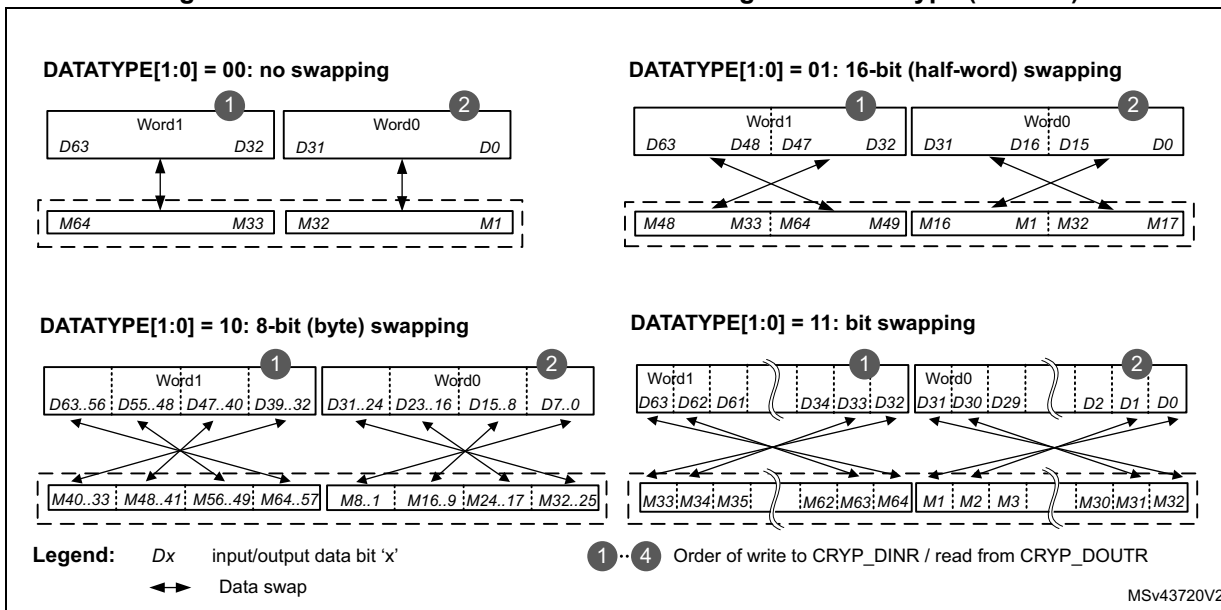 DATATYPE[1:0] = 00: no swapping
1 2
Word1 Word0
D63 D32 D31 D0
M64 M33 M32 M1
DATATYPE[1:0] = 01: 16-bit (half-word) swapping
1 2
Word1 Word0
D63 D48 D47 D32 D31 D16 D15 D0
M48 M33 M64 M49 M16 M1 M32 M17
DATATYPE[1:0] = 10: 8-bit (byte) swapping
1 2
Word1 Word0
D63..56 D55..48 D47..40 D39..32 D31..24 D23..16 D15..8 D7..0
M40..33 M48..41 M56..49 M64..57 M8..1 M16..9 M24..17 M32..25
DATATYPE[1:0] = 11: bit swapping
1 2
Word1 Word0
D63 D62 D61 D34 D33 D32 D31 D30 D29 D2 D1 D0
M33 M34 M35 M62 M63 M64 M1 M2 M3 M30 M31 M32
Legend: Dx input/output data bit ‘x’ 1··4 Order of write to CRYP_DINR / read from CRYP_DOUTR
Data swap
MSv43720V2